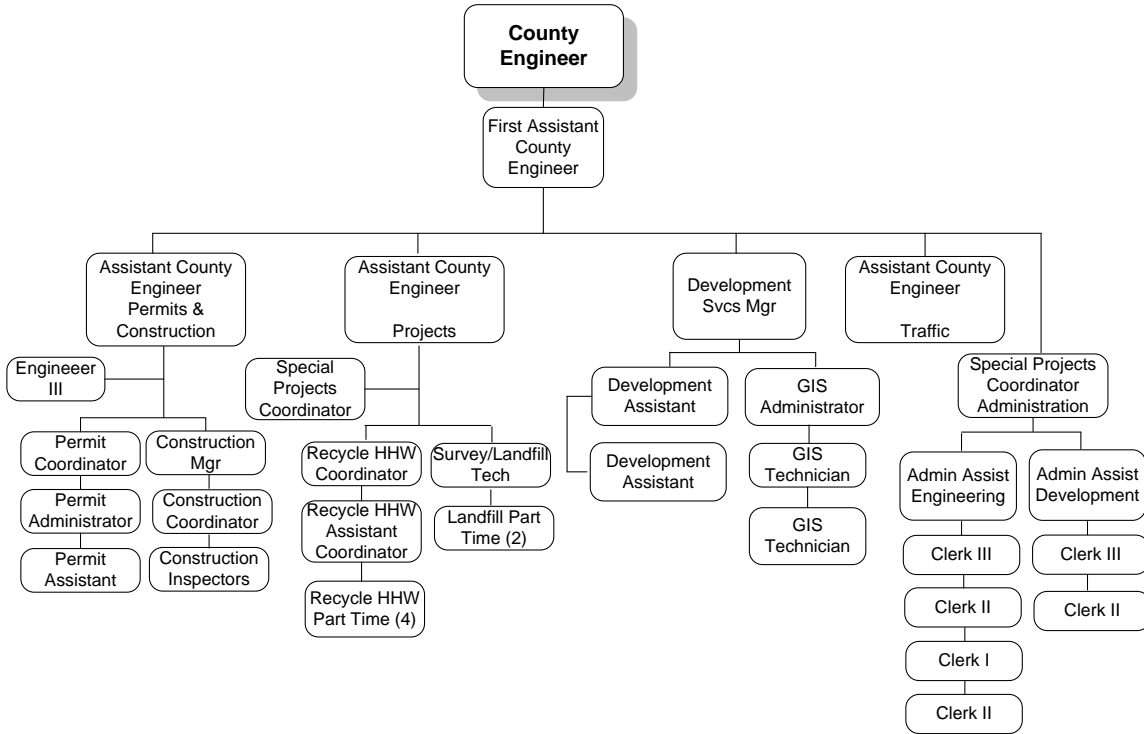 County
Engineer
First Assistant
County
Engineer
Assistant County
Engineer
Permits &
Construction
Assistant County
Engineer
Projects
Development
Svcs Mgr
Assistant County
Engineer
Traffic
Engineeer
III
Special
Projects
Coordinator
Development
Assistant
GIS
Administrator
Special Projects
Coordinator
Administration
Permit
Coordinator
Construction
Mgr
Recycle HHW
Coordinator
Survey/Landfill
Tech
Development
Assistant
GIS
Technician
Admin Assist
Engineering
Admin Assist
Development
Permit
Administrator
Construction
Coordinator
Recycle HHW
Assistant
Coordinator
Landfill Part
Time (2)
GIS
Technician
Permit
Assistant
Construction
Inspectors
Clerk III
Clerk III
Recycle HHW
Part Time (4)
Clerk II
Clerk II
Clerk I
Clerk II